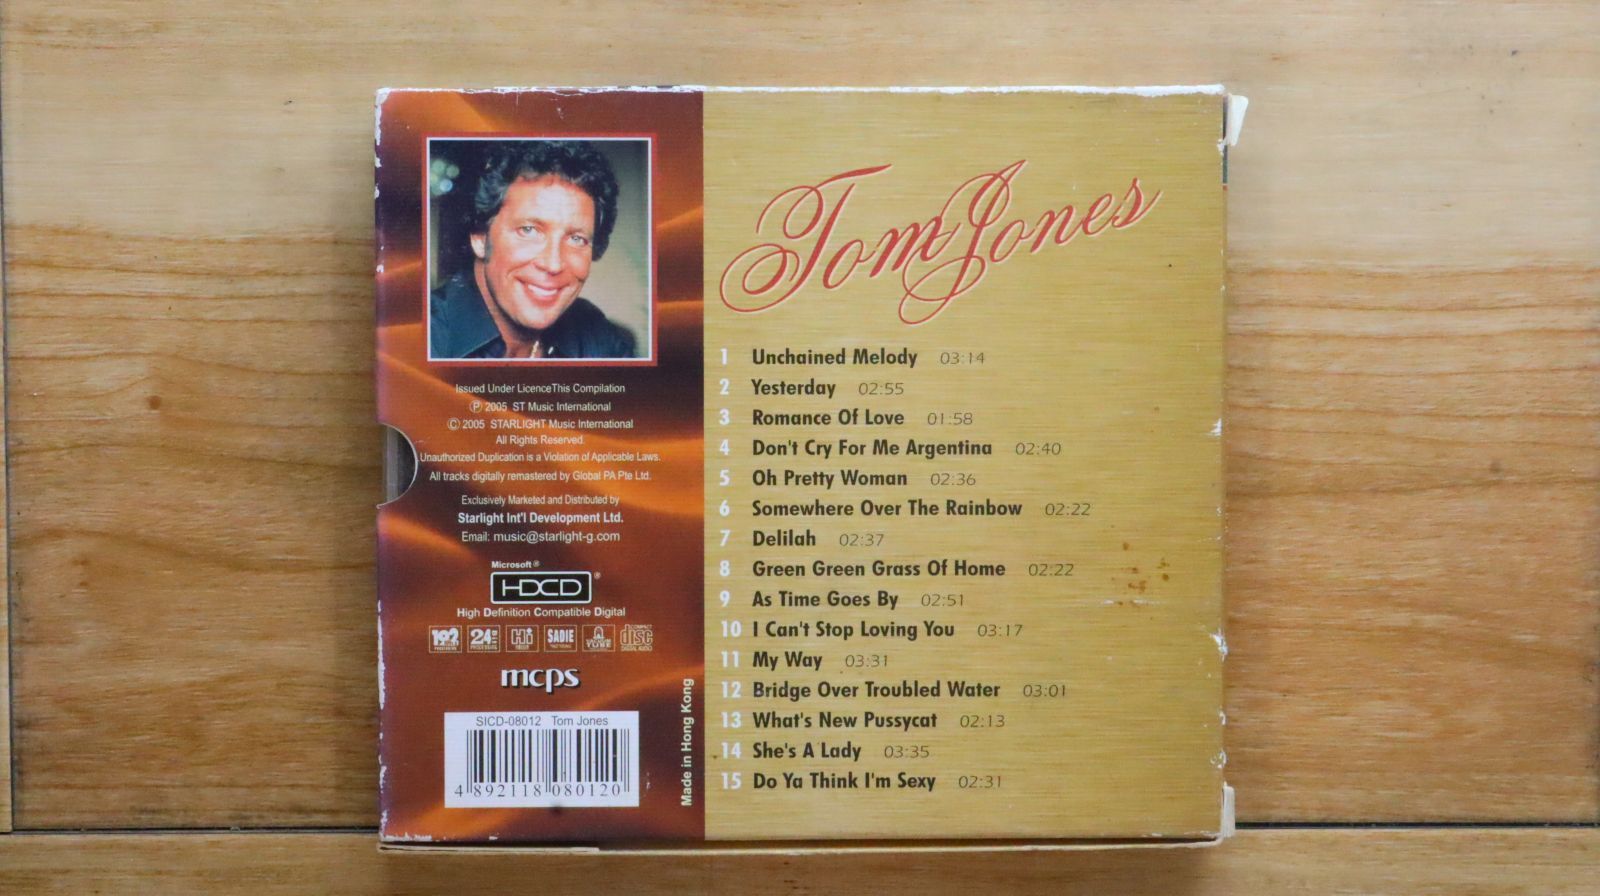 Issued Under LicenceThis Compilation
Ⓟ 2005 ST Music International
© 2005 STARLIGHT Music International
All Rights Reserved.
Unauthorized Duplication is a Violation of Applicable Laws.
All tracks digitally remastered by Global PA Pte Ltd.
Exclusively Marketed and Distributed by
Starlight Int'l Development Ltd.
Email: music@starlight-g.com
Microsoft®
HDCD®
High Definition Compatible Digital
192 24 Hi SADIE TUBE COMPACT disc DIGITAL AUDIO
mcps
SICD-08012 Tom Jones
4 892118 080120
Made in Hong Kong
Tom Jones
1 Unchained Melody 03:14
2 Yesterday 02:55
3 Romance Of Love 01:58
4 Don't Cry For Me Argentina 02:40
5 Oh Pretty Woman 02:36
6 Somewhere Over The Rainbow 02:22
7 Delilah 02:37
8 Green Green Grass Of Home 02:22
9 As Time Goes By 02:51
10 I Can't Stop Loving You 03:17
11 My Way 03:31
12 Bridge Over Troubled Water 03:01
13 What's New Pussycat 02:13
14 She's A Lady 03:35
15 Do Ya Think I'm Sexy 02:31